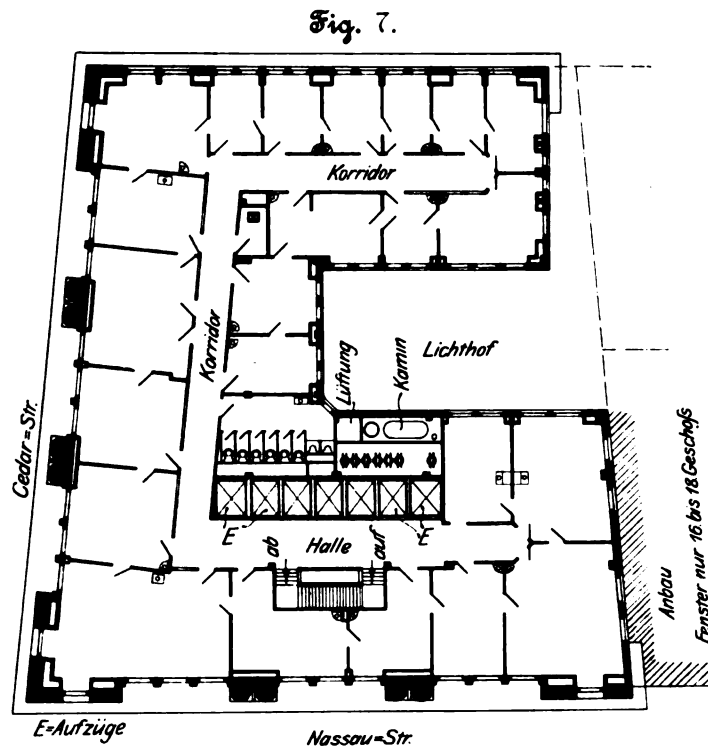 Fig. 7.
Korridor
Korridor
Lichthof
Lüftung
Kamin
Cedar=Str.
E
E
ab
Halle
auf
Anbau
Fenster nur 16. bis 18. Geschoß
E=Aufzüge
Nassau=Str.